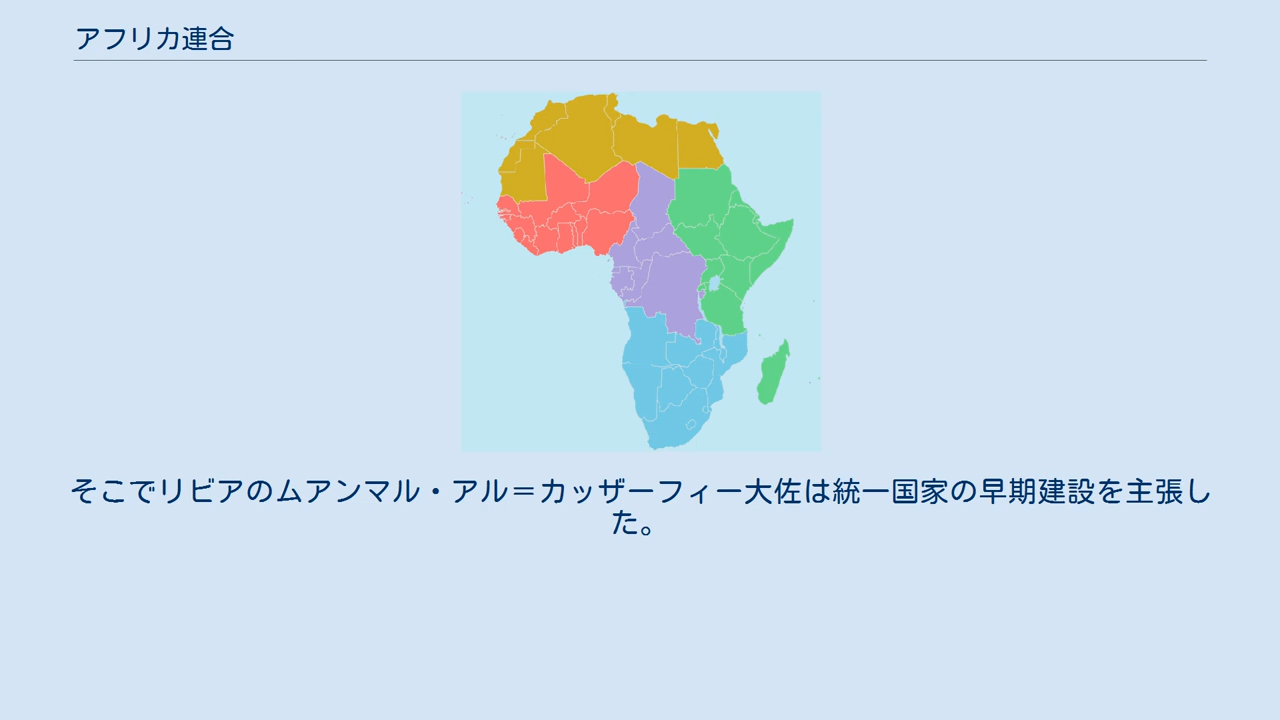 アフリカ連合
そこでリビアのムアンマル・アル＝カッザーフィー大佐は統一国家の早期建設を主張し
た。